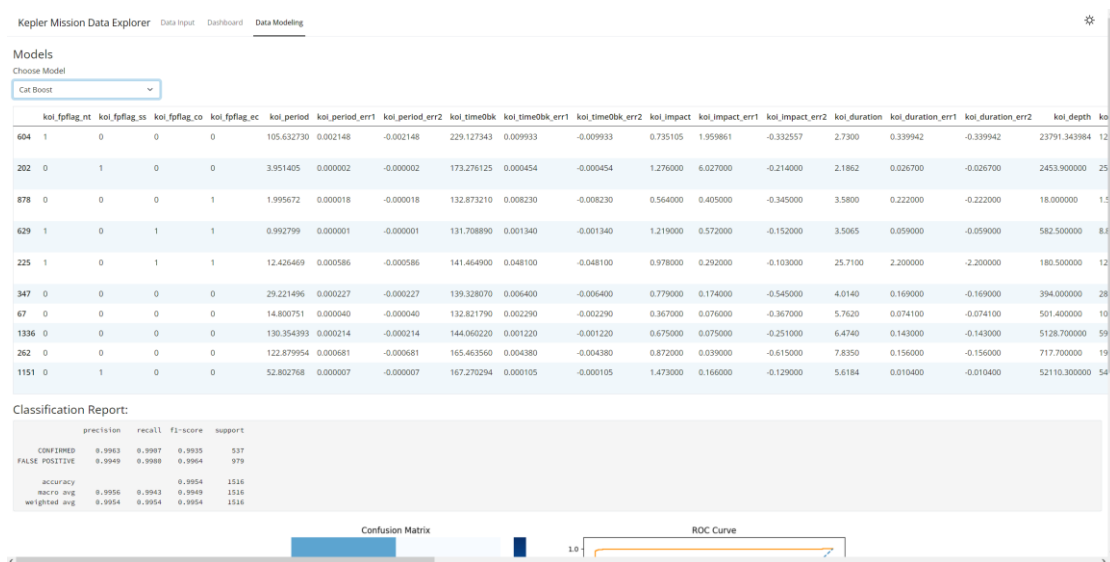 Kepler Mission Data Explorer Data Input Dashboard Data Modeling
Models
Choose Model
Cat Boost
koi_fpflag_nt koi_fpflag_ss koi_fpflag_co koi_fpflag_ec koi_period koi_period_err1 koi_period_err2 koi_time0bk koi_time0bk_err1 koi_time0bk_err2 koi_impact koi_impact_err1 koi_impact_err2 koi_duration koi_duration_err1 koi_duration_err2 koi_depth ko
604 1 0 0 0 105.632730 0.002148 -0.002148 229.127343 0.009933 -0.009933 0.735105 1.959861 -0.332557 2.7300 0.339942 -0.339942 23791.343984 12
202 0 1 0 0 3.951405 0.000002 -0.000002 173.276125 0.000454 -0.000454 1.276000 6.027000 -0.214000 2.1862 0.026700 -0.026700 2453.900000 25
878 0 0 0 1 1.995672 0.000018 -0.000018 132.873210 0.008230 -0.008230 0.564000 0.405000 -0.345000 3.5800 0.222000 -0.222000 18.000000 1.5
629 1 0 1 1 0.992799 0.000001 -0.000001 131.708890 0.001340 -0.001340 1.219000 0.572000 -0.152000 3.5065 0.059000 -0.059000 582.500000 8.8
225 1 0 1 1 12.426469 0.000586 -0.000586 141.464900 0.048100 -0.048100 0.978000 0.292000 -0.103000 25.7100 2.200000 -2.200000 180.500000 12
347 0 0 0 0 29.221496 0.000227 -0.000227 139.328070 0.006400 -0.006400 0.779000 0.174000 -0.545000 4.0140 0.169000 -0.169000 394.000000 28
67 0 0 0 0 14.800751 0.000040 -0.000040 132.821790 0.002290 -0.002290 0.367000 0.076000 -0.367000 5.7620 0.074100 -0.074100 501.400000 10
1336 0 0 0 0 130.354393 0.000214 -0.000214 144.060220 0.001220 -0.001220 0.675000 0.075000 -0.251000 6.4740 0.143000 -0.143000 5128.700000 59
262 0 0 0 0 122.879954 0.000681 -0.000681 165.463560 0.004380 -0.004380 0.872000 0.039000 -0.615000 7.8350 0.156000 -0.156000 717.700000 19
1151 0 1 0 0 52.802768 0.000007 -0.000007 167.270294 0.000105 -0.000105 1.473000 0.166000 -0.129000 5.6184 0.010400 -0.010400 52110.300000 54
Classification Report:
precision recall f1-score support
CONFIRMED 0.9963 0.9907 0.9935 537
FALSE POSITIVE 0.9949 0.9980 0.9964 979
accuracy 0.9954 1516
macro avg 0.9956 0.9943 0.9949 1516
weighted avg 0.9954 0.9954 0.9954 1516
Confusion Matrix ROC Curve
1.0